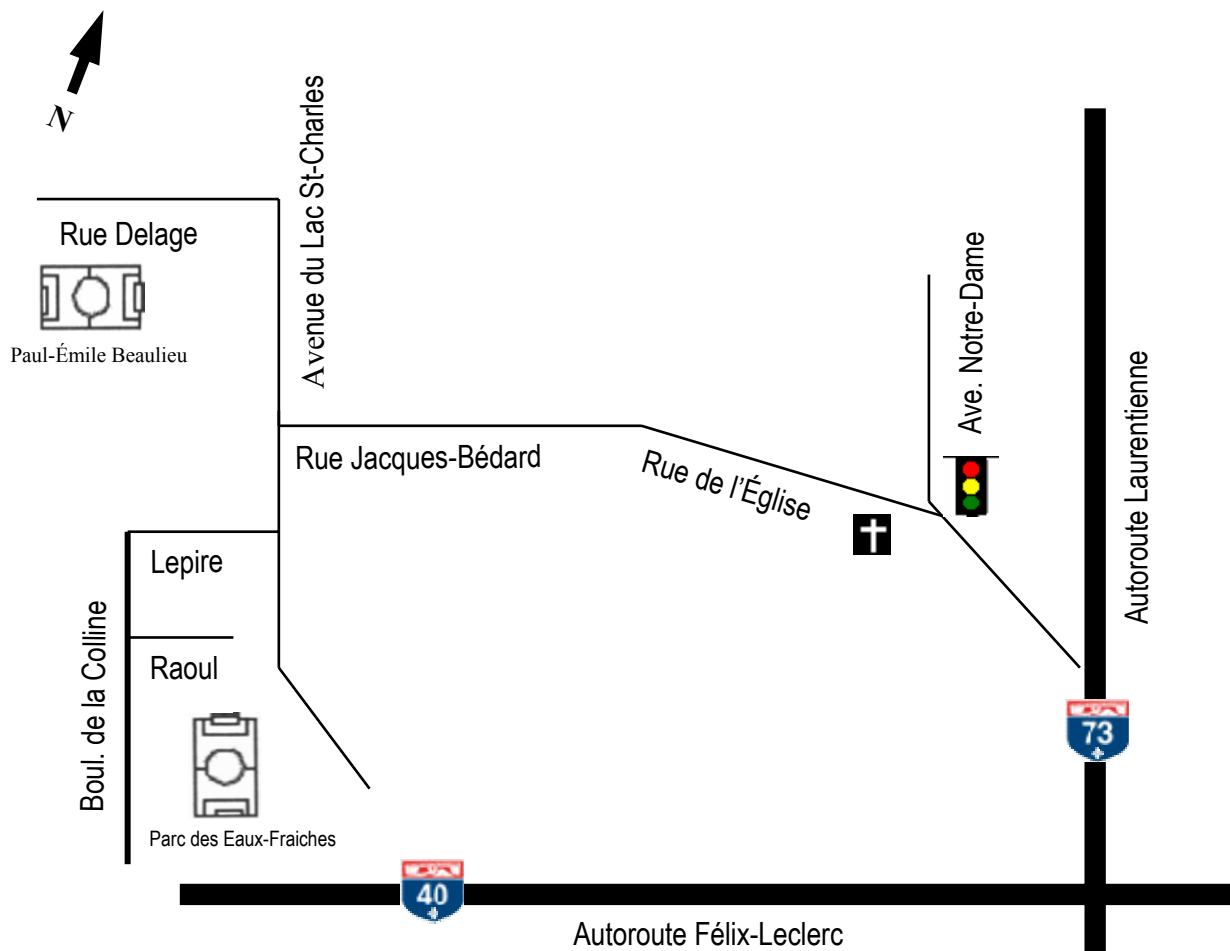 N
Avenue du Lac St-Charles
Rue Delage
Paul-Émile Beaulieu
Ave. Notre-Dame
Autoroute Laurentienne
Rue Jacques-Bédard
Rue de l'Église
Lepire
Boul. de la Colline
Raoul
73
Parc des Eaux-Fraiches
40
Autoroute Félix-Leclerc